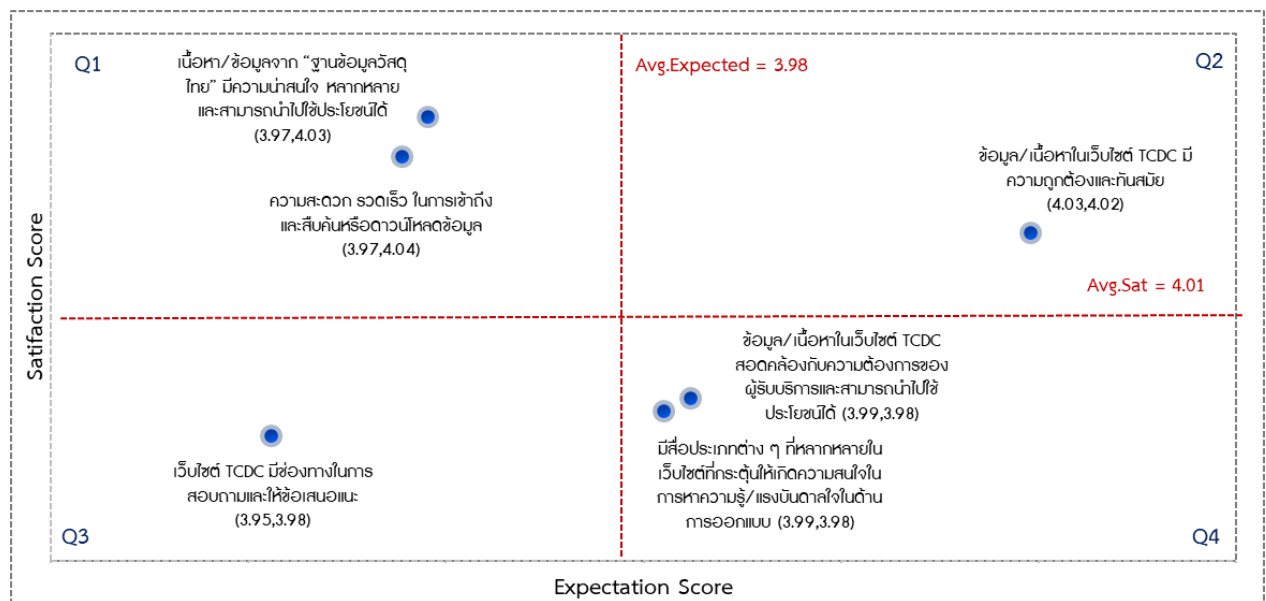 Q1
เนื้อหา/ข้อมูลจาก “ฐานข้อมูลวัสดุ
ไทย” มีความน่าสนใจ หลากหลาย
และสามารถนำไปใช้ประโยชน์ได้
(3.97,4.03)
ความสะดวก รวดเร็ว ในการเข้าถึง
และสืบค้นหรือดาวน์โหลดข้อมูล
(3.97,4.04)
Avg.Expected = 3.98
Q2
ข้อมูล/เนื้อหาในเว็บไซต์ TCDC มี
ความถูกต้องและทันสมัย
(4.03,4.02)
Avg.Sat = 4.01
Satifaction Score
เว็บไซต์ TCDC มีช่องทางในการ
สอบถามและให้ข้อเสนอแนะ
(3.95,3.98)
Q3
ข้อมูล/เนื้อหาในเว็บไซต์ TCDC
สอดคล้องกับความต้องการของ
ผู้รับบริการและสามารถนำไปใช้
ประโยชน์ได้ (3.99,3.98)
มีสื่อประเภทต่าง ๆ ที่หลากหลายใน
เว็บไซต์ที่กระตุ้นให้เกิดความสนใจใน
การหาความรู้/แรงบันดาลใจในด้าน
การออกแบบ (3.99,3.98)
Q4
Expectation Score